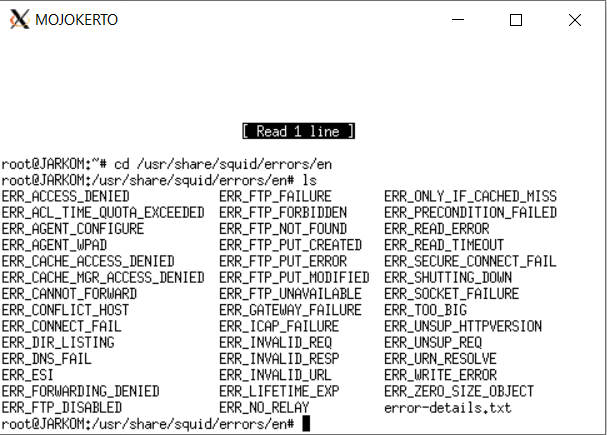 MOJOKERTO
[ Read 1 line ]
root@JARKOM:~# cd /usr/share/squid/errors/en
root@JARKOM:/usr/share/squid/errors/en# ls
ERR_ACCESS_DENIED ERR_FTP_FAILURE ERR_ONLY_IF_CACHED_MISS
ERR_ACL_TIME_QUOTA_EXCEEDED ERR_FTP_FORBIDDEN ERR_PRECONDITION_FAILED
ERR_AGENT_CONFIGURE ERR_FTP_NOT_FOUND ERR_READ_ERROR
ERR_AGENT_WPAD ERR_FTP_PUT_CREATED ERR_READ_TIMEOUT
ERR_CACHE_ACCESS_DENIED ERR_FTP_PUT_ERROR ERR_SECURE_CONNECT_FAIL
ERR_CACHE_MGR_ACCESS_DENIED ERR_FTP_PUT_MODIFIED ERR_SHUTTING_DOWN
ERR_CANNOT_FORWARD ERR_FTP_UNAVAILABLE ERR_SOCKET_FAILURE
ERR_CONFLICT_HOST ERR_GATEWAY_FAILURE ERR_TOO_BIG
ERR_CONNECT_FAIL ERR_ICAP_FAILURE ERR_UNSUP_HTTPVERSION
ERR_DIR_LISTING ERR_INVALID_REQ ERR_UNSUP_REQ
ERR_DNS_FAIL ERR_INVALID_RESP ERR_URN_RESOLVE
ERR_ESI ERR_INVALID_URL ERR_WRITE_ERROR
ERR_FORWARDING_DENIED ERR_LIFETIME_EXP ERR_ZERO_SIZE_OBJECT
ERR_FTP_DISABLED ERR_NO_RELAY error-details.txt
root@JARKOM:/usr/share/squid/errors/en#